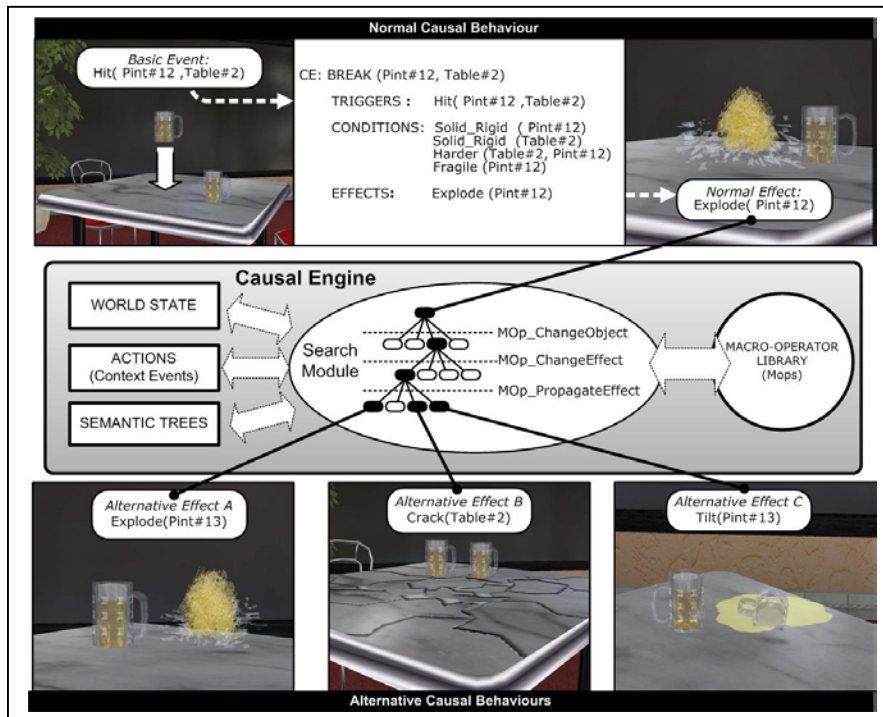 Normal Causal Behaviour
Basic Event:
Hit( Pint#12 ,Table#2)
CE: BREAK (Pint#12, Table#2)
TRIGGERS : Hit( Pint#12 ,Table#2)
CONDITIONS: Solid_Rigid ( Pint#12)
Solid_Rigid (Table#2)
Harder (Table#2, Pint#12)
Fragile (Pint#12)
EFFECTS: Explode (Pint#12)
Normal Effect:
Explode( Pint#12)
Causal Engine
WORLD STATE
ACTIONS
(Context Events)
SEMANTIC TREES
Search
Module
MOp_ChangeObject
MOp_ChangeEffect
MOp_PropagateEffect
MACRO-OPERATOR
LIBRARY
(Mops)
Alternative Effect A
Explode(Pint#13)
Alternative Effect B
Crack(Table#2)
Alternative Effect C
Tilt(Pint#13)
Alternative Causal Behaviours